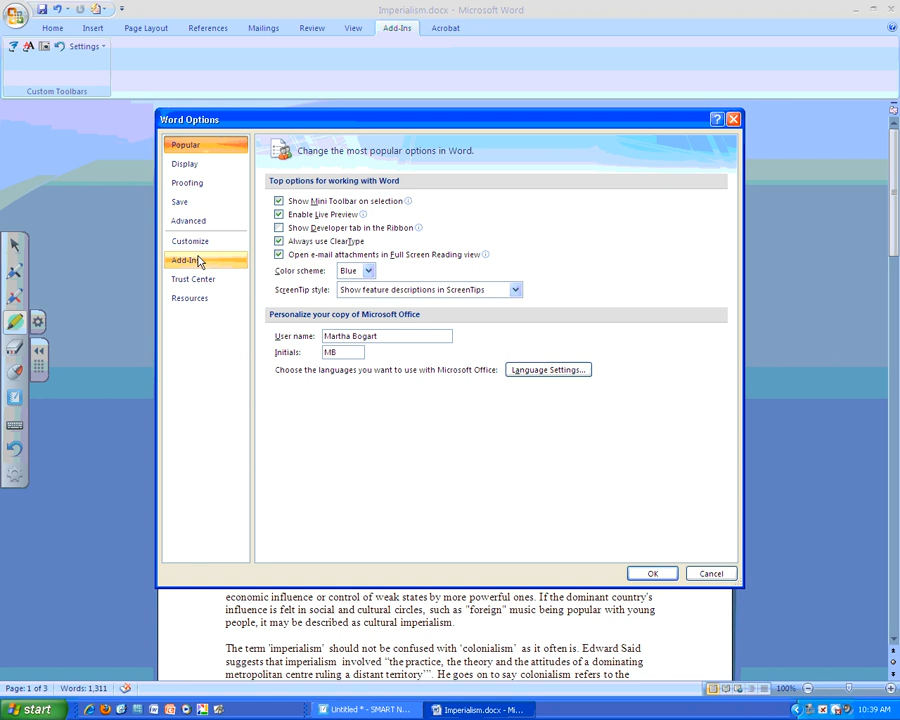 Imperialism.docx - Microsoft Word
Home Insert Page Layout References Mailings Review View Add-Ins Acrobat
Settings
Custom Toolbars
Word Options
Popular
Display
Proofing
Save
Advanced
Customize
Add-Ins
Trust Center
Resources
Change the most popular options in Word.
Top options for working with Word
Show Mini Toolbar on selection
Enable Live Preview
Show Developer tab in the Ribbon
Always use ClearType
Open e-mail attachments in Full Screen Reading view
Color scheme: Blue
ScreenTip style: Show feature descriptions in ScreenTips
Personalize your copy of Microsoft Office
User name: Martha Bogart
Initials: MB
Choose the languages you want to use with Microsoft Office: Language Settings...
OK Cancel
economic influence or control of weak states by more powerful ones. If the dominant country's
influence is felt in social and cultural circles, such as "foreign" music being popular with young
people, it may be described as cultural imperialism.
The term 'imperialism' should not be confused with 'colonialism' as it often is. Edward Said
suggests that imperialism involved "the practice, the theory and the attitudes of a dominating
metropolitan centre ruling a distant territory'". He goes on to say colonialism refers to the
Page: 1 of 3 Words: 1,311 100%
start Untitled * - SMART N... Imperialism.docx - Mi... 10:39 AM